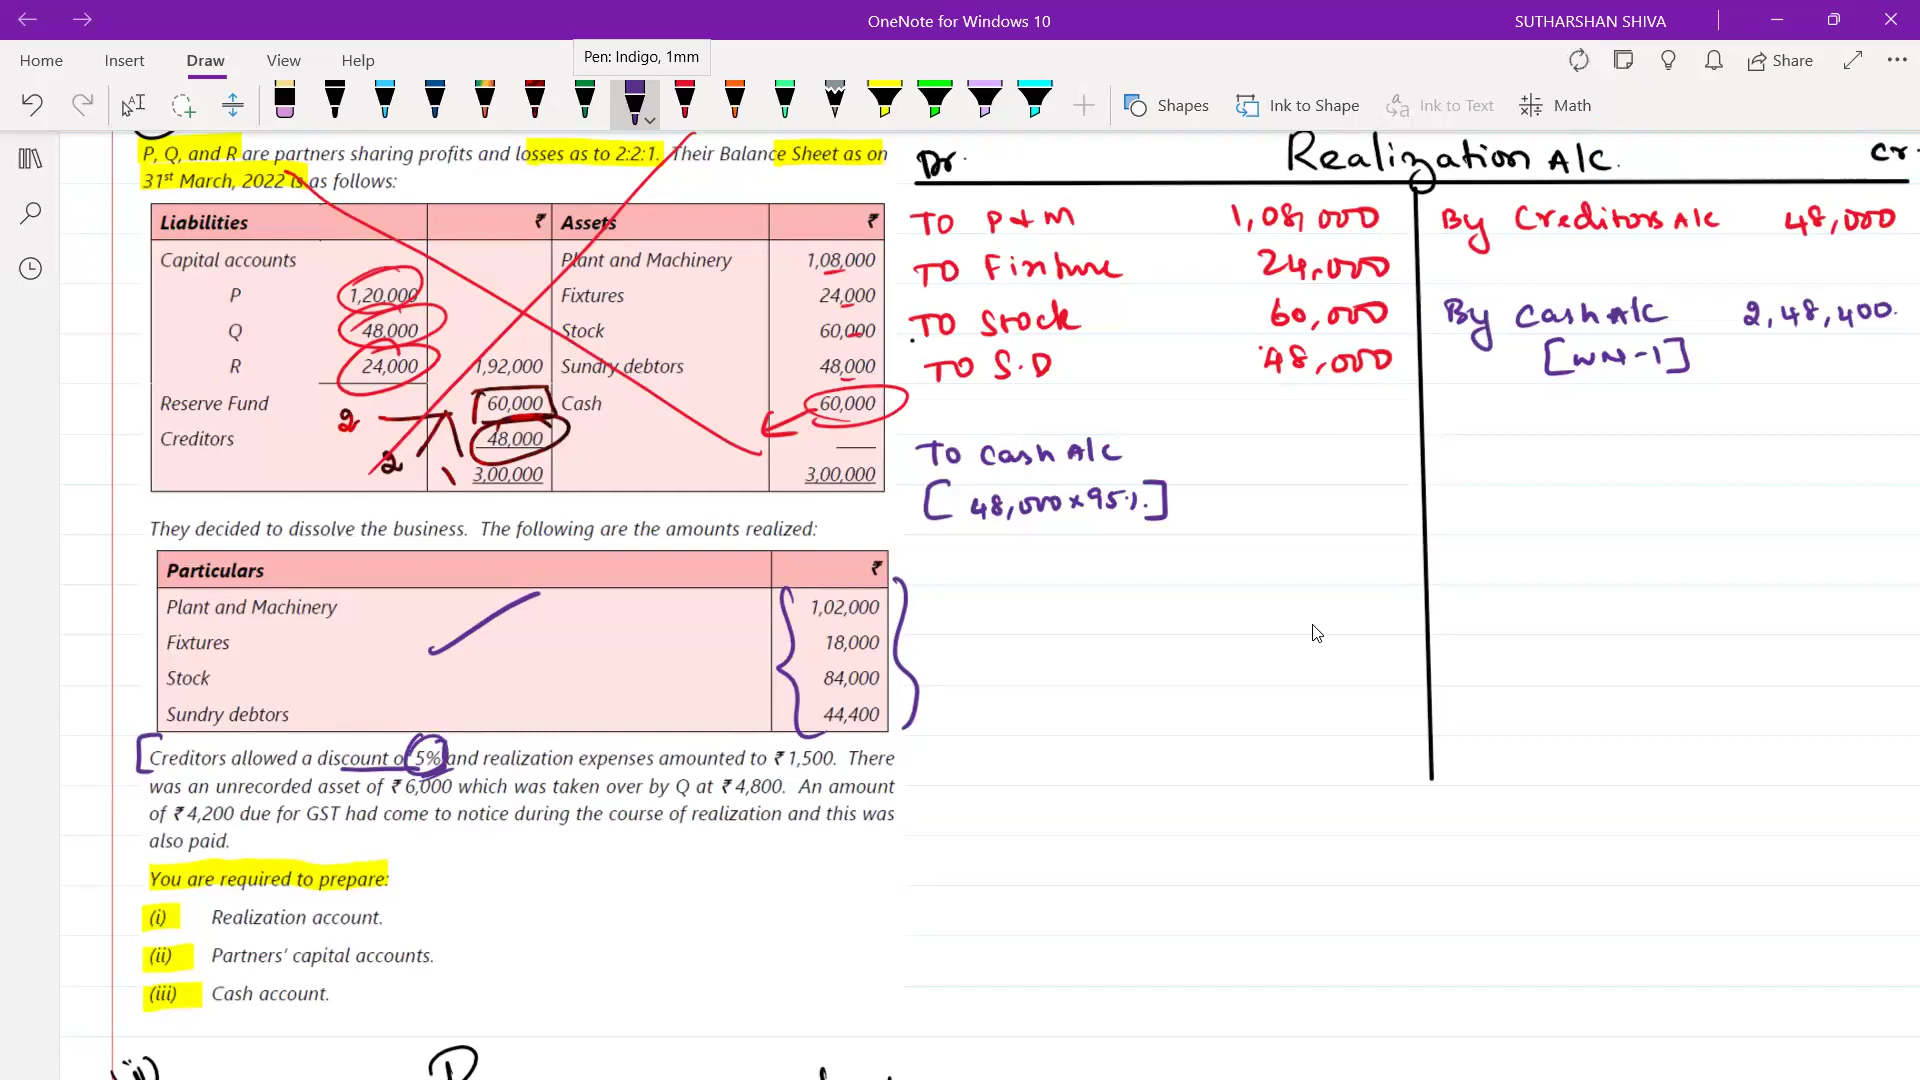 OneNote for Windows 10
SUTHARSHAN SHIVA
Home Insert Draw View Help
Pen: Indigo, 1mm
Share
Shapes Ink to Shape Ink to Text Math
P, Q, and R are partners sharing profits and losses as to 2:2:1. Their Balance Sheet as on
31st March, 2022 is as follows:
Liabilities ₹ Assets ₹
Capital accounts Plant and Machinery 1,08,000
P 1,20,000 Fixtures 24,000
Q 48,000 Stock 60,000
R 24,000 1,92,000 Sundry debtors 48,000
Reserve Fund 60,000 Cash 60,000
Creditors 48,000
3,00,000 3,00,000
2
2
1
They decided to dissolve the business. The following are the amounts realized:
Particulars ₹
Plant and Machinery 1,02,000
Fixtures 18,000
Stock 84,000
Sundry debtors 44,400
Creditors allowed a discount of 5% and realization expenses amounted to ₹ 1,500. There
was an unrecorded asset of ₹ 6,000 which was taken over by Q at ₹ 4,800. An amount
of ₹ 4,200 due for GST had come to notice during the course of realization and this was
also paid.
You are required to prepare:
(i) Realization account.
(ii) Partners' capital accounts.
(iii) Cash account.
(ii) P
Dr. Realization A/c. Cr.
To P & M 1,08,000 By Creditors A/c 48,000
To Fixture 24,000
To Stock 60,000 By Cash A/c 2,48,400.
[WN-1]
To S.D 48,000
To Cash A/c
[48,000 x 95%.]